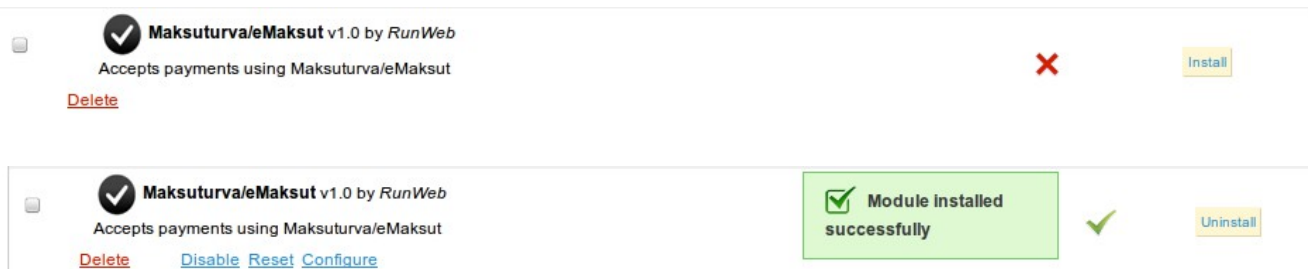 Maksuturva/eMaksut v1.0 by RunWeb
Accepts payments using Maksuturva/eMaksut
Install
Delete
Maksuturva/eMaksut v1.0 by RunWeb
Module installed
successfully
Accepts payments using Maksuturva/eMaksut
Uninstall
Delete Disable Reset Configure